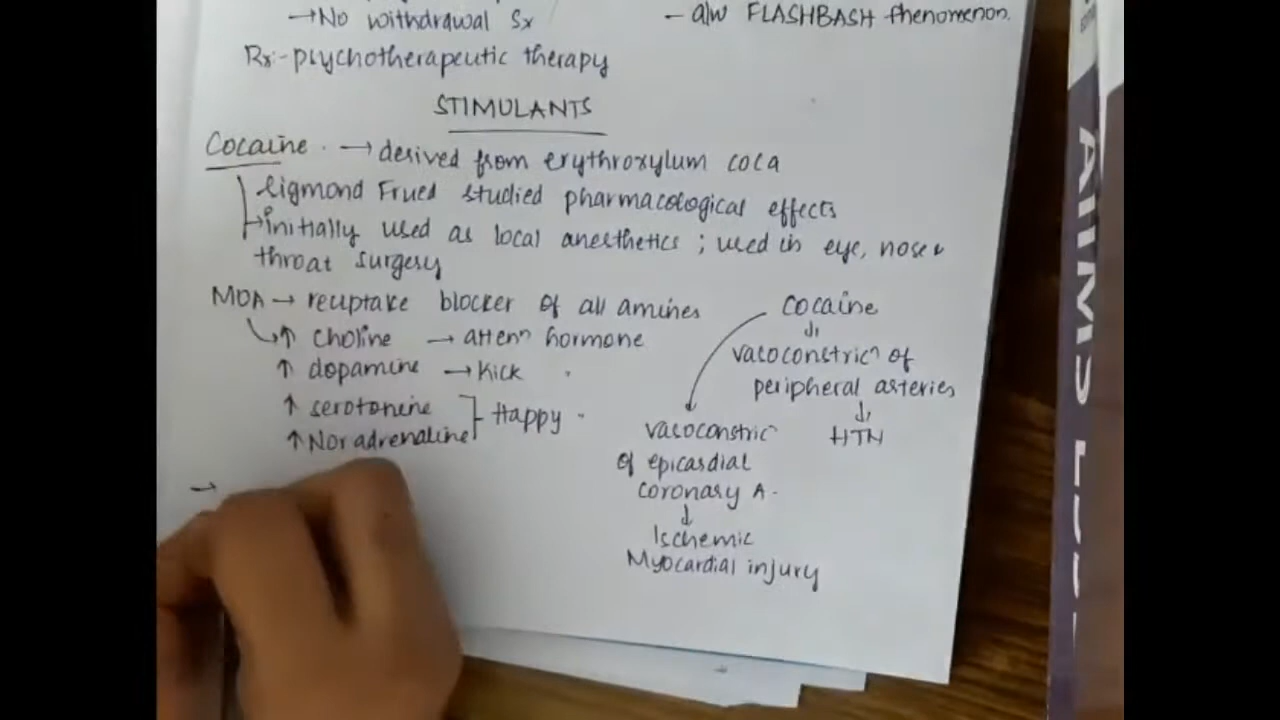 →No withdrawal Sx
- a/w FLASHBASH phenomenon.
Rx:-psychotherapeutic therapy
STIMULANTS
Cocaine → derived from erythroxylum coca
Sigmond Frued studied pharmacological effects
→initially used as local anesthetics ; used in eye, nose &
throat surgery
MOA → reuptake blocker of all amines
↑ choline → attenⁿ hormone
↑ dopamine → Kick
↑ serotonine
↑ Noradrenaline
Happy
→
cocaine
↓
vasoconstricⁿ of
peripheral arteries
↓
HTN
vasoconstricⁿ
of epicardial
coronary A.
↓
Ischemic
Myocardial injury
AIIMS